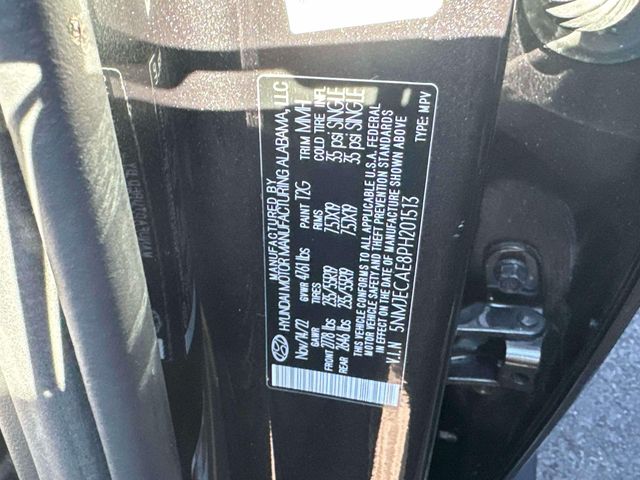 MANUFACTURED BY
HYUNDAI MOTOR MANUFACTURING ALABAMA, LLC
Nov/14/22 GVWR 4761 lbs PAINT T2G TRIM MMH
GAWR TIRES RIMS COLD TIRE INFL
FRONT 2778 lbs 235/55R19 7.5JX19 35 psi SINGLE
REAR 2646 lbs 235/55R19 7.5JX19 35 psi SINGLE
THIS VEHICLE CONFORMS TO ALL APPLICABLE U.S.A. FEDERAL
MOTOR VEHICLE SAFETY AND THEFT PREVENTION STANDARDS
IN EFFECT ON THE DATE OF MANUFACTURE SHOWN ABOVE
V.I.N 5NMJECAE8PH201513 TYPE: MPV